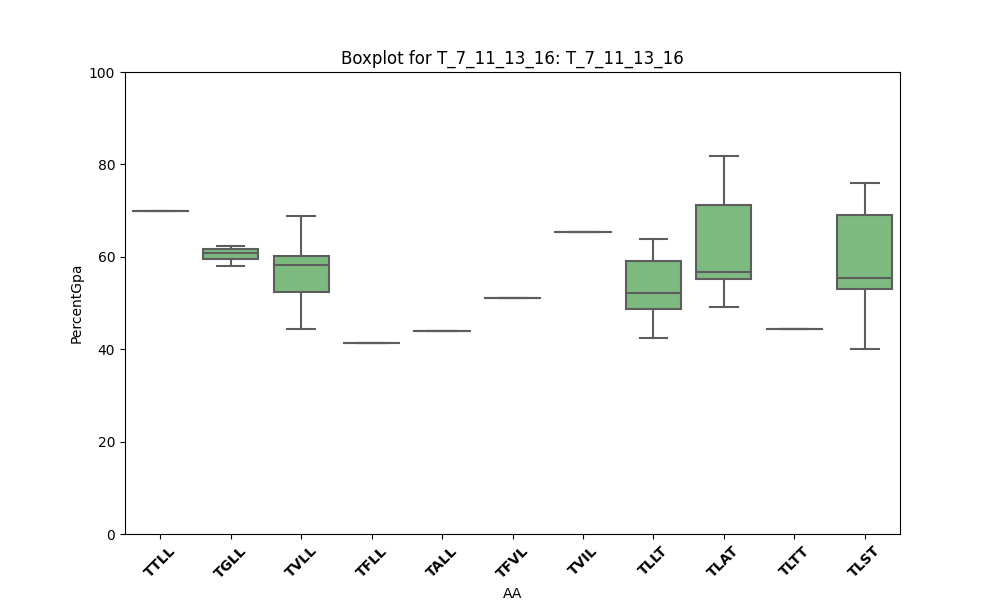 Boxplot for T_7_11_13_16: T_7_11_13_16
100
80
60
40
20
0
PercentGpa
TTLL TGLL TVLL TFLL TALL TFVL TVIL TLLT TLAT TLTT TLST
AA